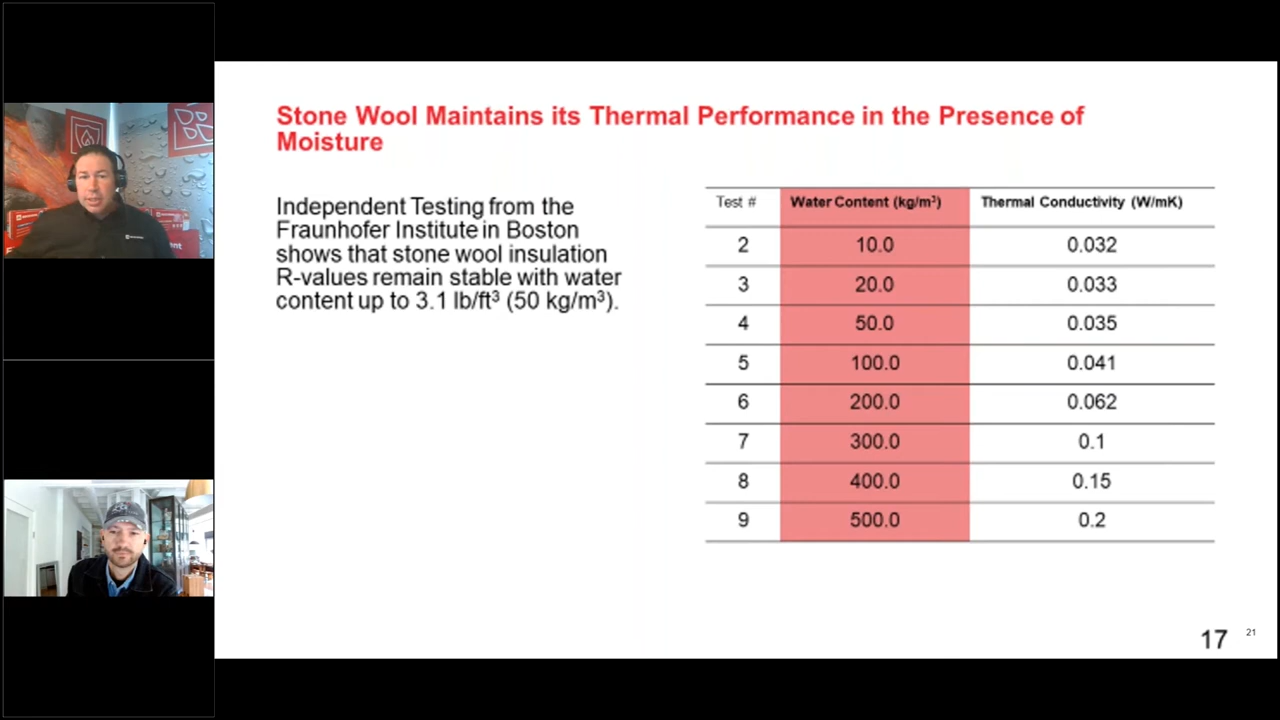 Stone Wool Maintains its Thermal Performance in the Presence of
Moisture
Independent Testing from the
Fraunhofer Institute in Boston
shows that stone wool insulation
R-values remain stable with water
content up to 3.1 lb/ft³ (50 kg/m³).
Test # Water Content (kg/m³) Thermal Conductivity (W/mK)
2 10.0 0.032
3 20.0 0.033
4 50.0 0.035
5 100.0 0.041
6 200.0 0.062
7 300.0 0.1
8 400.0 0.15
9 500.0 0.2
17 21